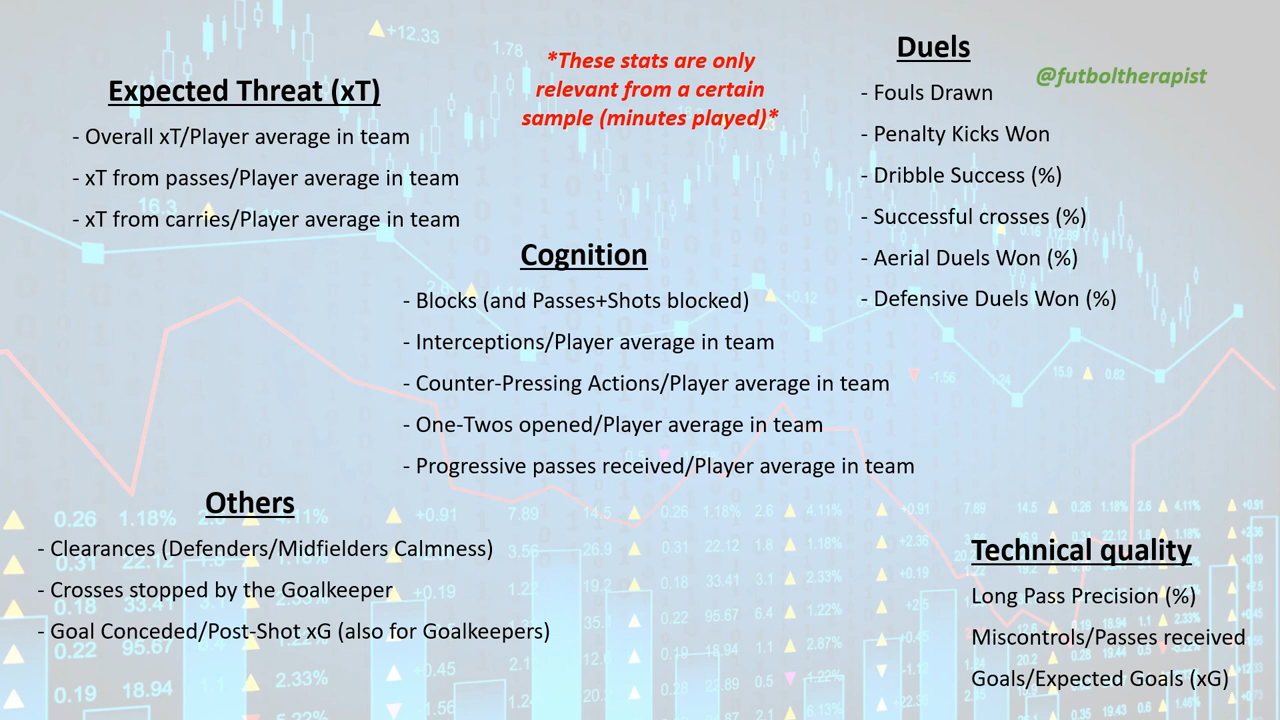 Expected Threat (xT)
- Overall xT/Player average in team
- xT from passes/Player average in team
- xT from carries/Player average in team
*These stats are only
relevant from a certain
sample (minutes played)*
Duels
@futboltherapist
- Fouls Drawn
- Penalty Kicks Won
- Dribble Success (%)
- Successful crosses (%)
- Aerial Duels Won (%)
- Defensive Duels Won (%)
Cognition
- Blocks (and Passes+Shots blocked)
- Interceptions/Player average in team
- Counter-Pressing Actions/Player average in team
- One-Twos opened/Player average in team
- Progressive passes received/Player average in team
Others
- Clearances (Defenders/Midfielders Calmness)
- Crosses stopped by the Goalkeeper
- Goal Conceded/Post-Shot xG (also for Goalkeepers)
Technical quality
Long Pass Precision (%)
Miscontrols/Passes received
Goals/Expected Goals (xG)